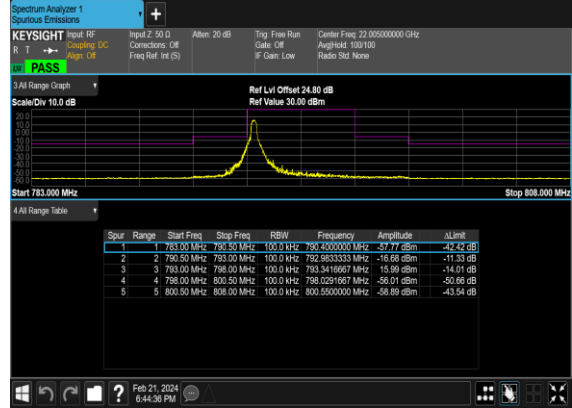 Spectrum Analyzer 1
Spurious Emissions
KEYSIGHT Input: RF Input Z: 50 Ω Atten: 20 dB Trig: Free Run Center Freq: 22.005000000 GHz
R T Coupling: DC Corrections: Off Gate: Off Avg|Hold: 100/100
Align: Off Freq Ref: Int (S) IF Gain: Low Radio Std: None
PASS
3 All Range Graph
Ref Lvl Offset 24.80 dB
Scale/Div 10.0 dB Ref Value 30.00 dBm
20.0
10.0
0.00
-10.0
-20.0
-30.0
-40.0
-50.0
-60.0
Start 783.000 MHz Stop 808.000 MHz
4 All Range Table
Spur Range Start Freq Stop Freq RBW Frequency Amplitude ΔLimit
1 1 783.00 MHz 790.50 MHz 100.0 kHz 790.4000000 MHz -57.77 dBm -42.42 dB
2 2 790.50 MHz 793.00 MHz 100.0 kHz 792.9833333 MHz -16.68 dBm -11.33 dB
3 3 793.00 MHz 798.00 MHz 100.0 kHz 793.3416667 MHz 15.99 dBm -14.01 dB
4 4 798.00 MHz 800.50 MHz 100.0 kHz 798.0291667 MHz -56.01 dBm -50.66 dB
5 5 800.50 MHz 808.00 MHz 100.0 kHz 800.5500000 MHz -58.89 dBm -43.54 dB
Feb 21, 2024
6:44:36 PM